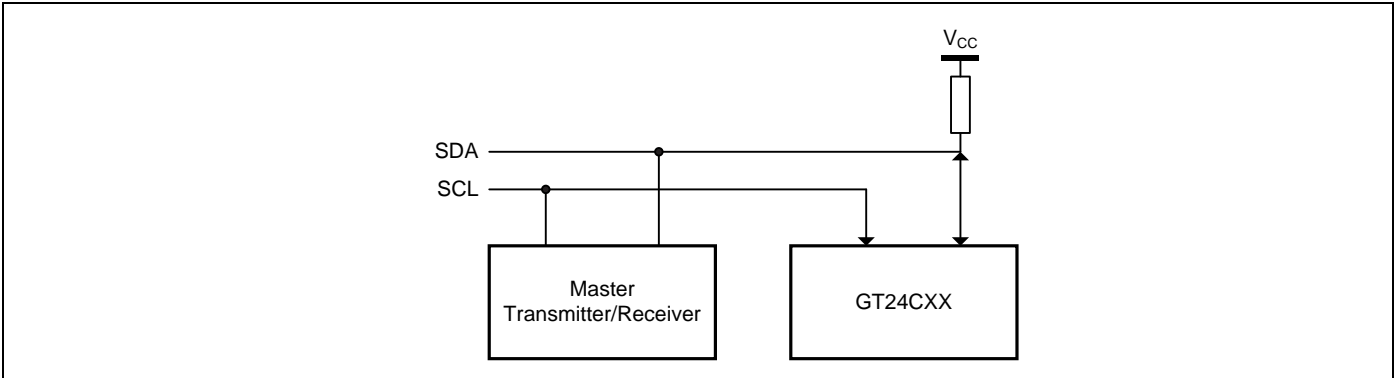 VCC
SDA
SCL
Master
Transmitter/Receiver
GT24CXX